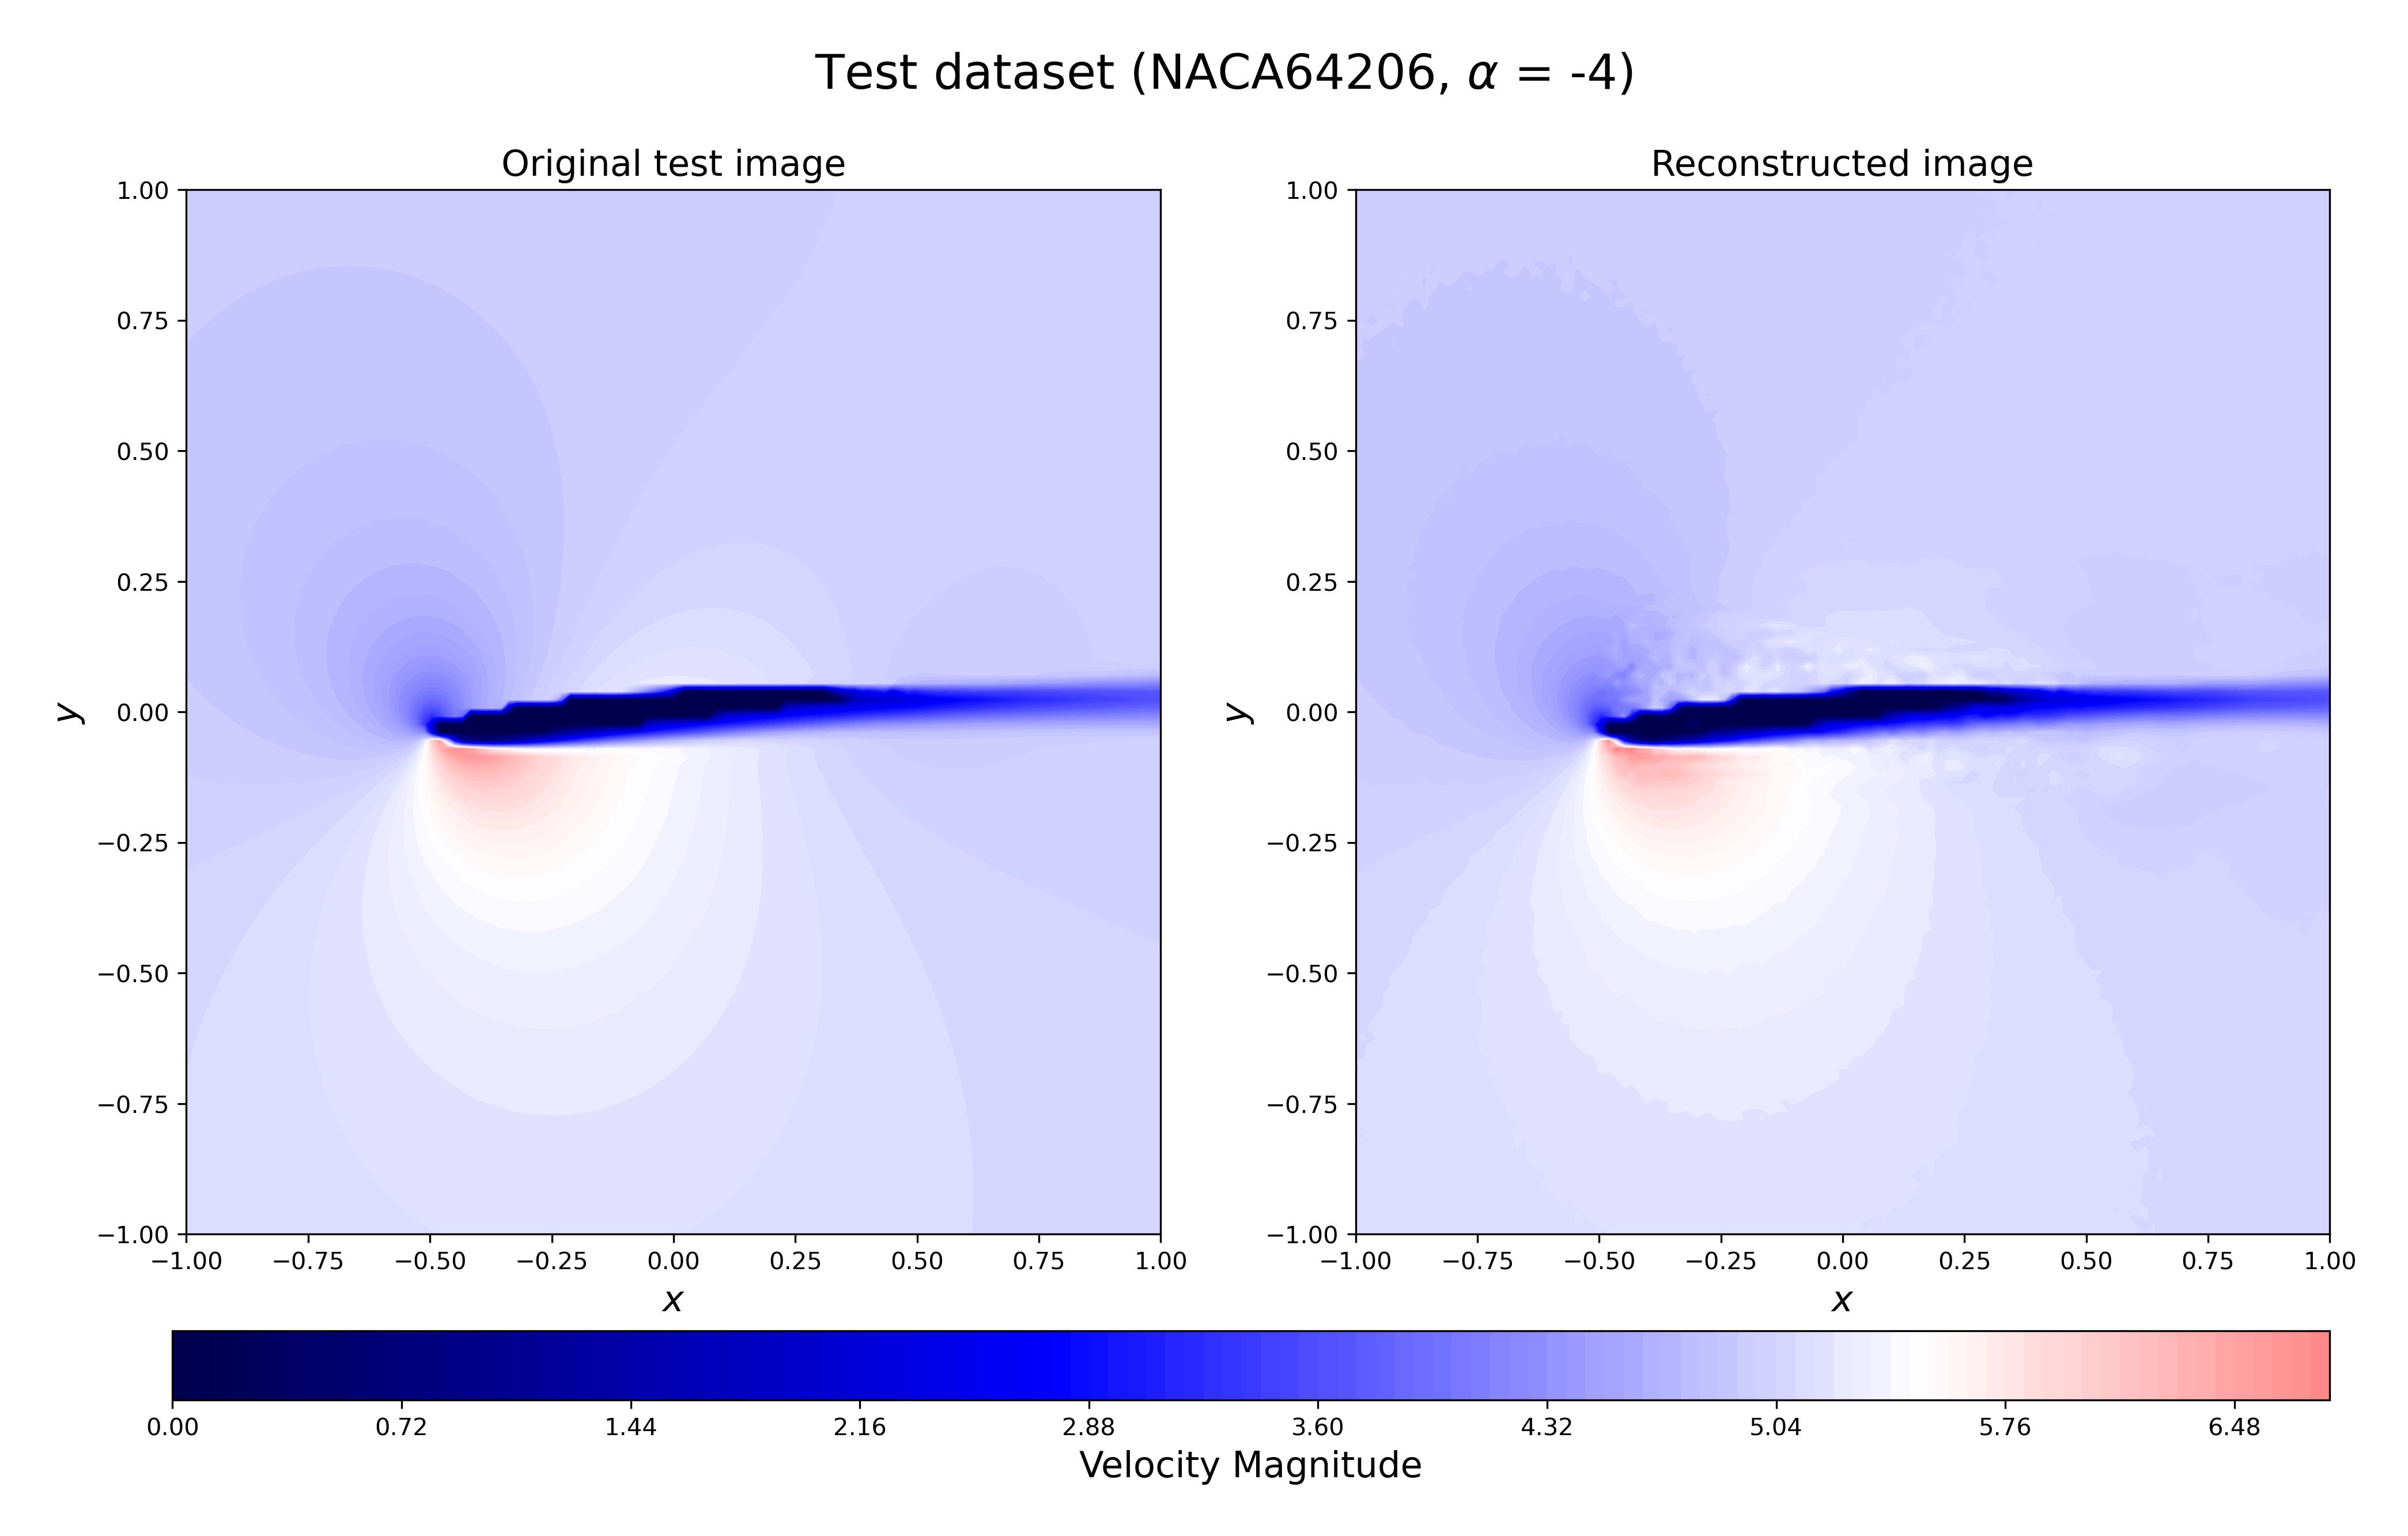 Test dataset (NACA64206, α = -4)
Original test image
1.00
0.75
0.50
0.25
0.00
−0.25
−0.50
−0.75
−1.00
y
−1.00 −0.75 −0.50 −0.25 0.00 0.25 0.50 0.75 1.00
x
Reconstructed image
1.00
0.75
0.50
0.25
0.00
−0.25
−0.50
−0.75
−1.00
y
−1.00 −0.75 −0.50 −0.25 0.00 0.25 0.50 0.75 1.00
x
0.00 0.72 1.44 2.16 2.88 3.60 4.32 5.04 5.76 6.48
Velocity Magnitude